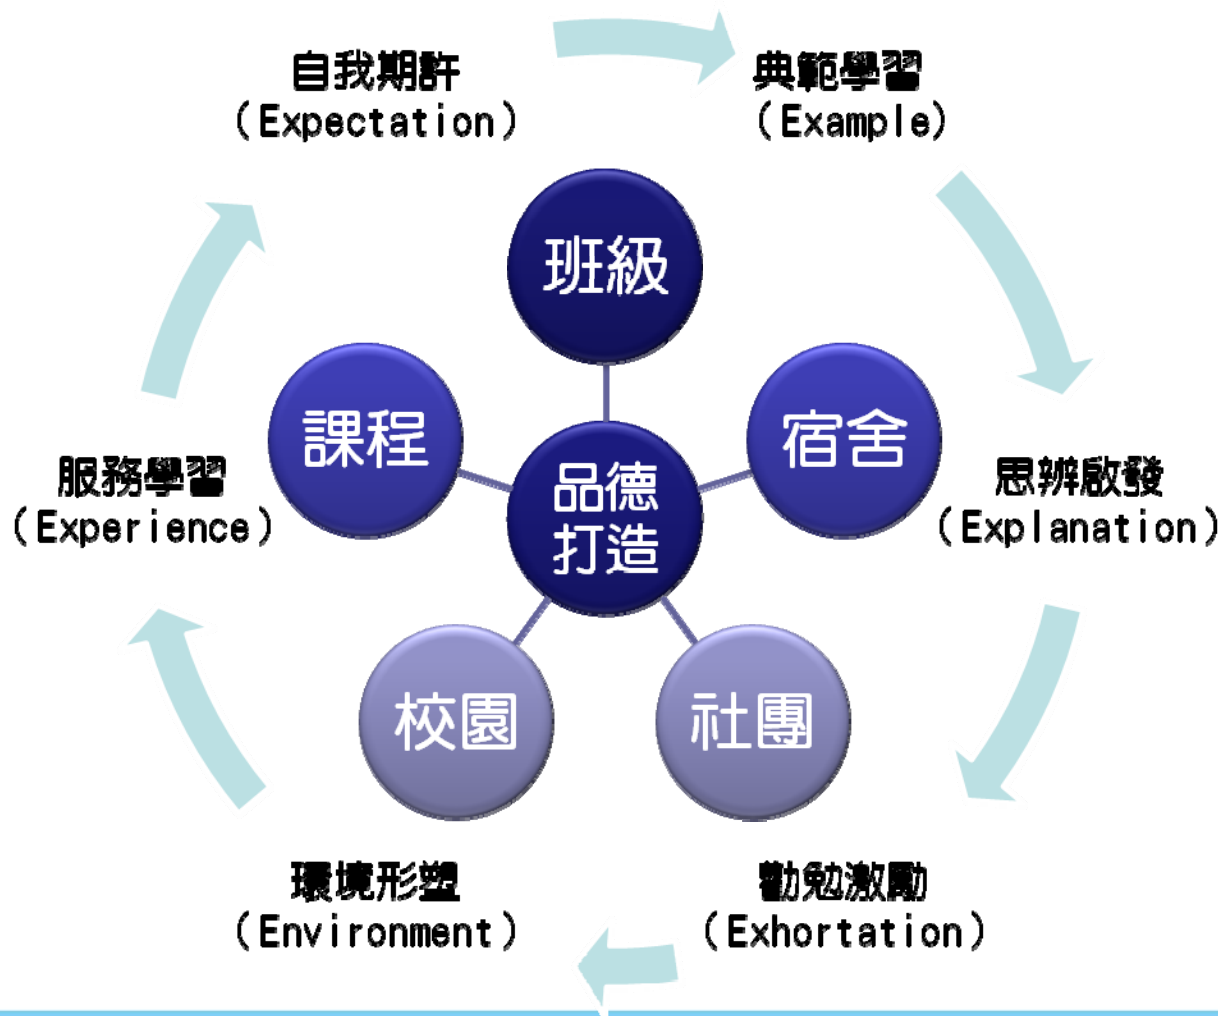 自我期許
（Expectation）
典範學習
（Example）
班級
課程
宿舍
品德
打造
服務學習
（Experience）
思辨啟發
（Explanation）
校園
社團
環境形塑
（Environment）
勸勉激勵
（Exhortation）